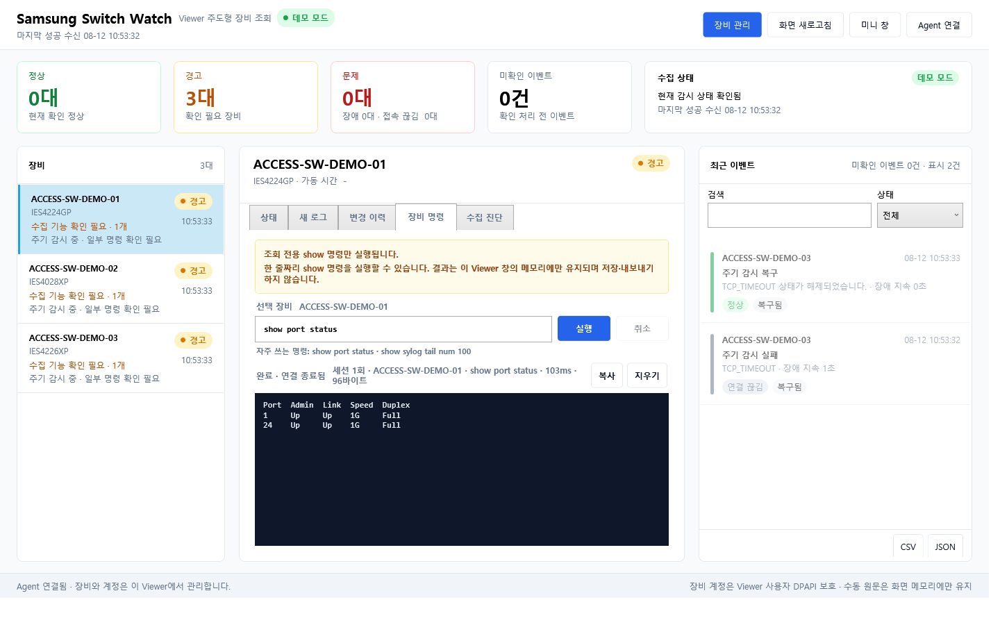 Samsung Switch Watch Viewer 주도형 장비 조회 데모 모드
마지막 성공 수신 08-12 10:53:32
장비 관리 화면 새로고침 미니 창 Agent 연결
정상
0대
현재 확인 정상
경고
3대
확인 필요 장비
문제
0대
장애 0대 · 접속 끊김 0대
미확인 이벤트
0건
확인 처리 전 이벤트
수집 상태 데모 모드
현재 감시 상태 확인됨
마지막 성공 수신 08-12 10:53:32
장비 3대
ACCESS-SW-DEMO-01 경고
IES4224GP 10:53:33
수집 기능 확인 필요 · 1개
주기 감시 중 · 일부 명령 확인 필요
ACCESS-SW-DEMO-02 경고
IES4028XP 10:53:33
수집 기능 확인 필요 · 1개
주기 감시 중 · 일부 명령 확인 필요
ACCESS-SW-DEMO-03 경고
IES4226XP 10:53:33
수집 기능 확인 필요 · 1개
주기 감시 중 · 일부 명령 확인 필요
ACCESS-SW-DEMO-01 경고
IES4224GP · 가동 시간 -
상태 새 로그 변경 이력 장비 명령 수집 진단
조회 전용 show 명령만 실행됩니다.
한 줄짜리 show 명령을 실행할 수 있습니다. 결과는 이 Viewer 창의 메모리에만 유지되며 저장·내보내기
하지 않습니다.
선택 장비 ACCESS-SW-DEMO-01
show port status 실행 취소
자주 쓰는 명령: show port status · show sylog tail num 100
완료 · 연결 종료됨 세션 1회 · ACCESS-SW-DEMO-01 · show port status · 103ms ·
96바이트
복사 지우기
Port Admin Link Speed Duplex
1 Up Up 1G Full
24 Up Up 1G Full
최근 이벤트 미확인 이벤트 0건 · 표시 2건
검색 상태
전체
ACCESS-SW-DEMO-03 08-12 10:53:33
주기 감시 복구
TCP_TIMEOUT 상태가 해제되었습니다. · 장애 지속 0초
정상 복구됨
ACCESS-SW-DEMO-03 08-12 10:53:32
주기 감시 실패
TCP_TIMEOUT · 장애 지속 1초
연결 끊김 복구됨
CSV JSON
Agent 연결됨 · 장비와 계정은 이 Viewer에서 관리합니다.
장비 계정은 Viewer 사용자 DPAPI 보호 · 수동 원문은 화면 메모리에만 유지